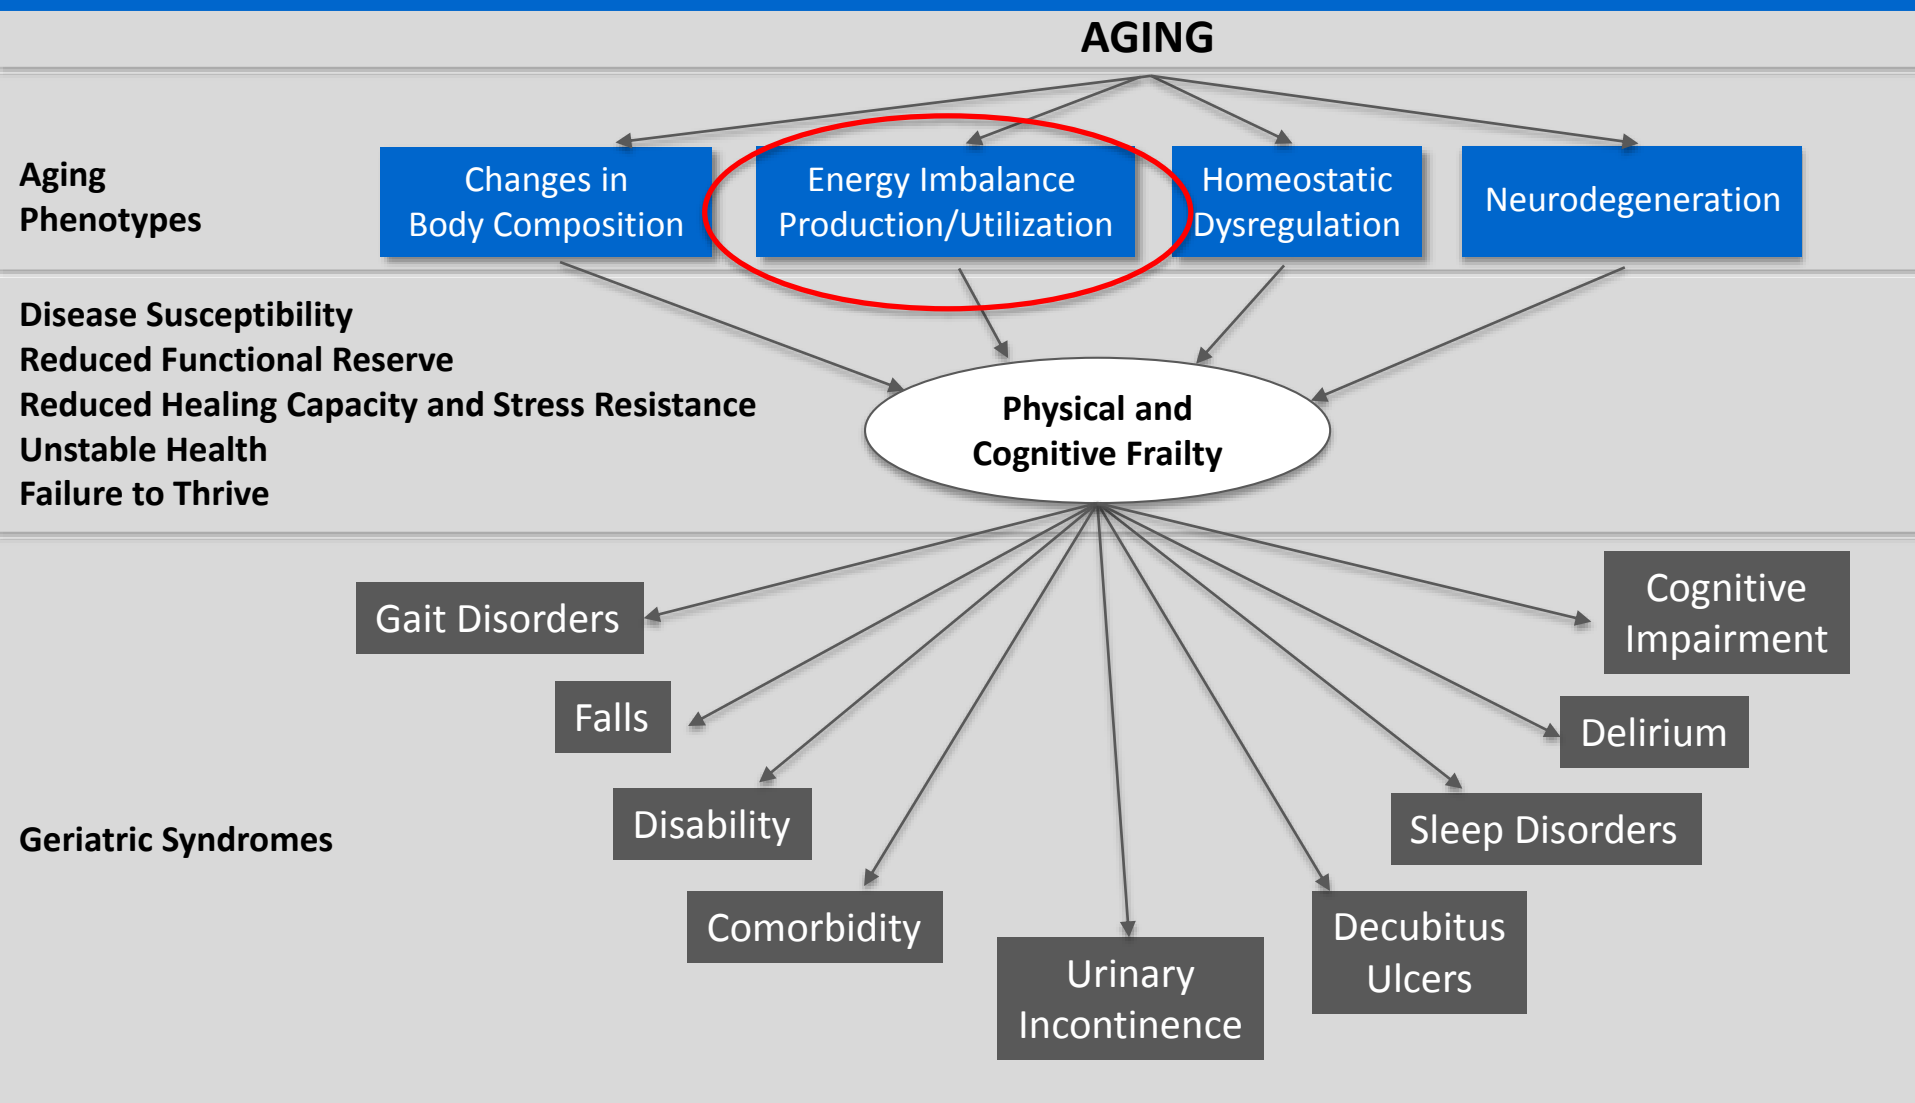 AGING
Aging
Phenotypes
Changes in
Body Composition
Energy Imbalance
Production/Utilization
Homeostatic
Dysregulation
Neurodegeneration
Disease Susceptibility
Reduced Functional Reserve
Reduced Healing Capacity and Stress Resistance
Unstable Health
Failure to Thrive
Physical and
Cognitive Frailty
Geriatric Syndromes
Gait Disorders
Falls
Disability
Comorbidity
Urinary
Incontinence
Decubitus
Ulcers
Sleep Disorders
Delirium
Cognitive
Impairment